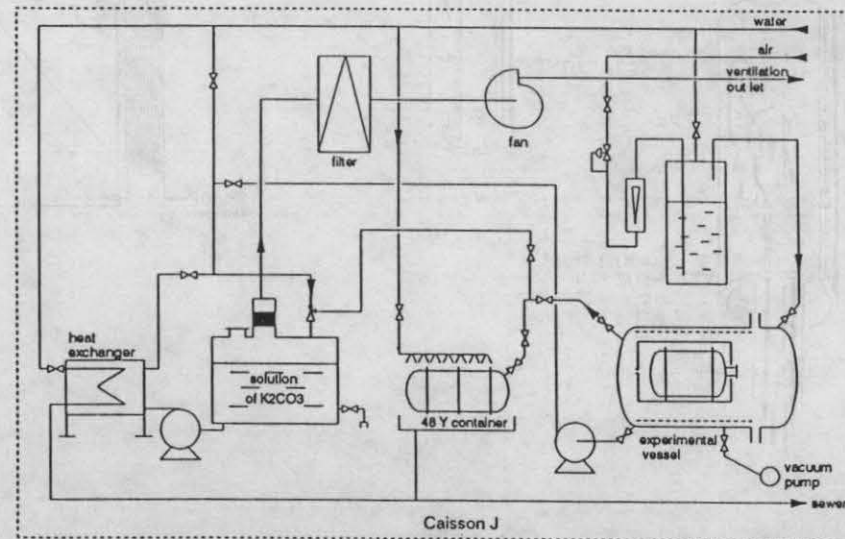 water
air
ventilation
out let
filter
fan
heat
exchanger
solution
of K2CO3
48 Y container
experimental
vessel
vacuum
pump
sewer
Caisson J